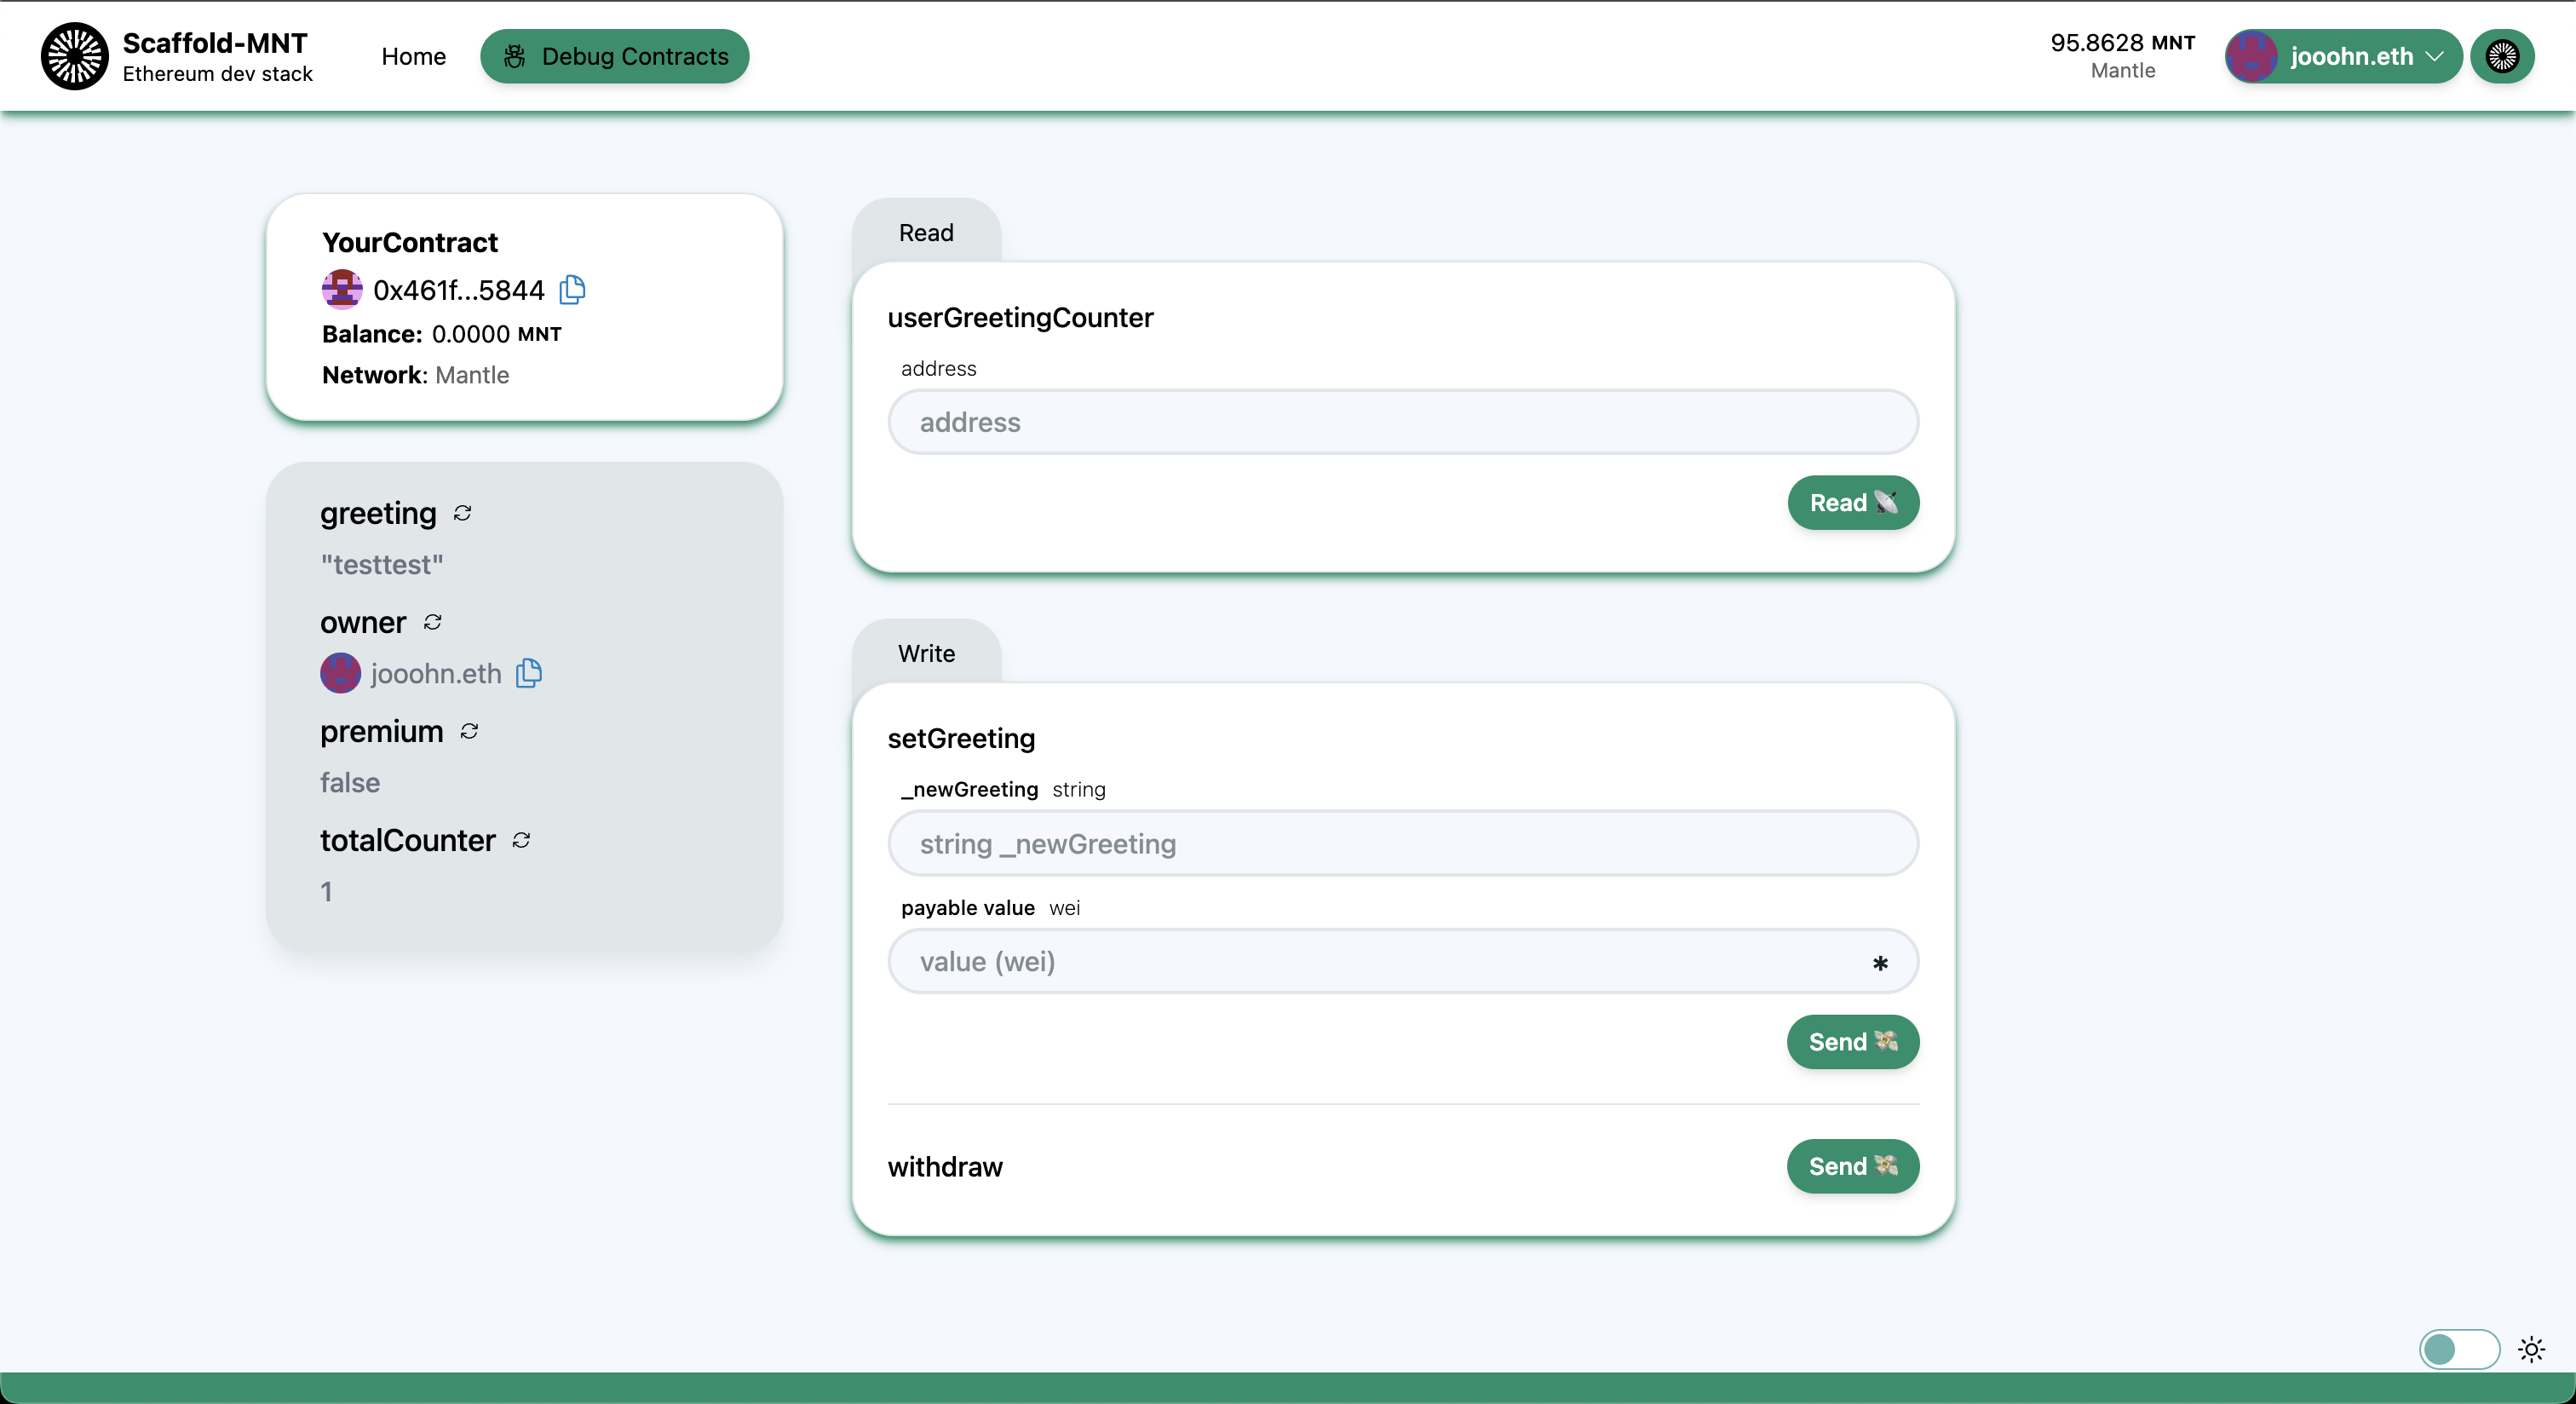 Scaffold-MNT
Ethereum dev stack
Home
Debug Contracts
95.8628 MNT
Mantle
jooohn.eth
YourContract
0x461f...5844
Balance: 0.0000 MNT
Network: Mantle
greeting
"testtest"
owner
jooohn.eth
premium
false
totalCounter
1
Read
userGreetingCounter
address
address
Read
Write
setGreeting
_newGreeting string
string _newGreeting
payable value wei
value (wei) *
Send
withdraw
Send